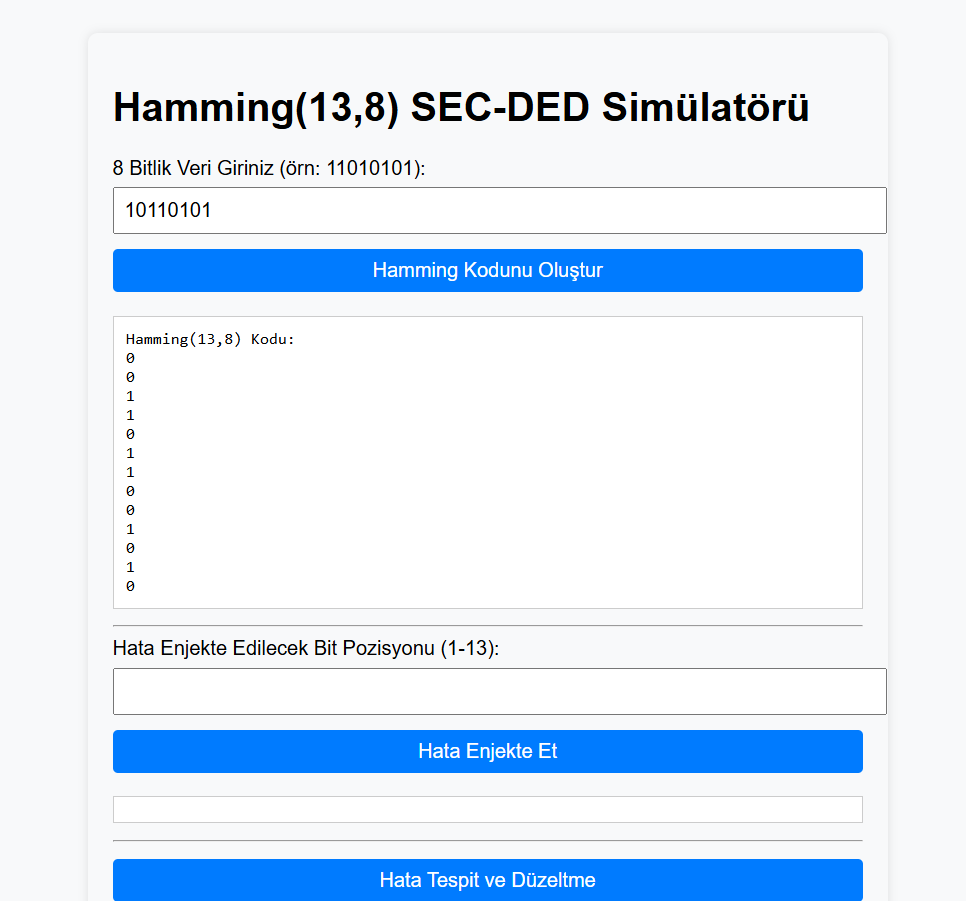 Hamming(13,8) SEC-DED Simülatörü
8 Bitlik Veri Giriniz (örn: 11010101):
10110101
Hamming Kodunu Oluştur
Hamming(13,8) Kodu:
0
0
1
1
0
1
1
0
0
1
0
1
0
Hata Enjekte Edilecek Bit Pozisyonu (1-13):
Hata Enjekte Et
Hata Tespit ve Düzeltme